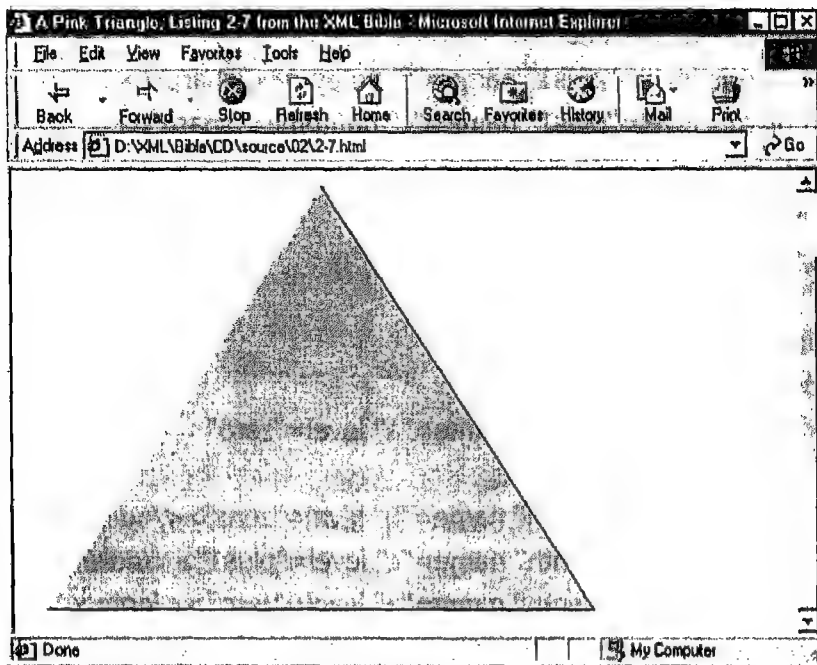 A Pink Triangle, Listing 2-7 from the XML Bible - Microsoft Internet Explorer
File Edit View Favorites Tools Help
Back Forward Stop Refresh Home Search Favorites History Mail Print »
Address D:\XML\Bible\CD\source\02\2-7.html Go
Done My Computer